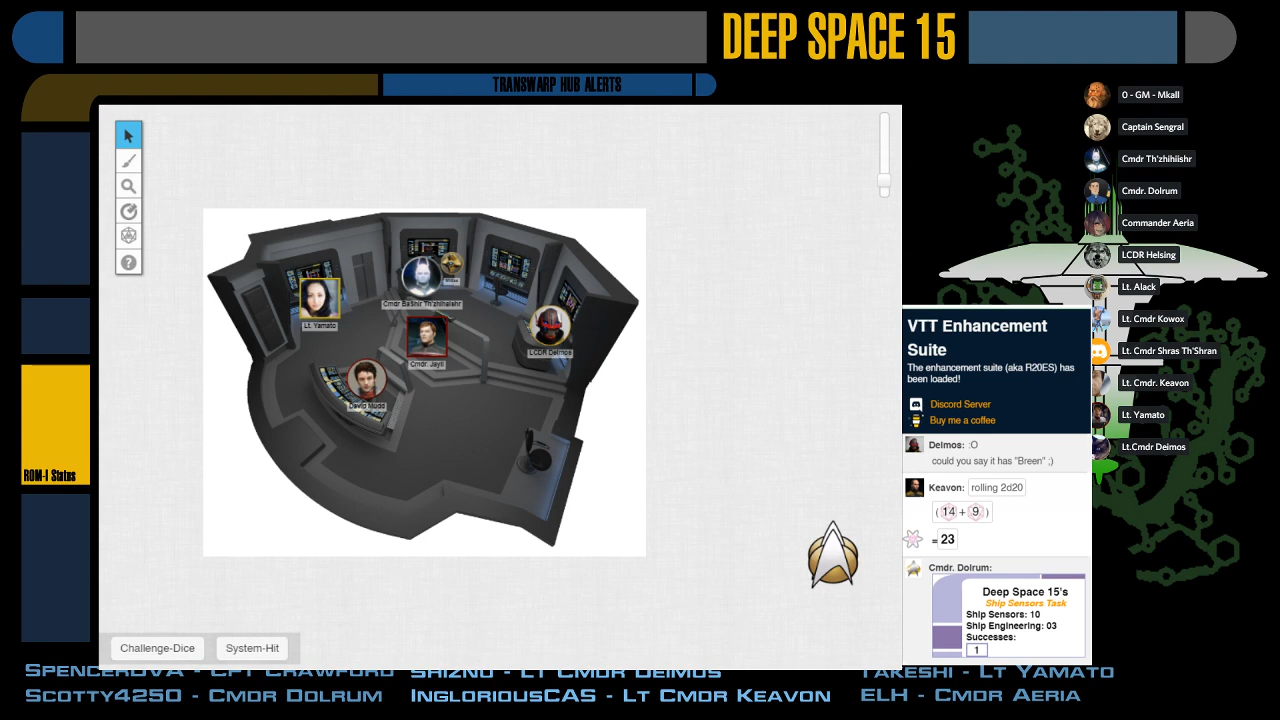 DEEP SPACE 15
TRANSWARP HUB ALERTS
0 - GM - Mkall
Captain Sengral
Cmdr Th'zhihiishr
Cmdr. Dolrum
Commander Aeria
LCDR Helsing
Lt. Alack
Lt. Cmdr Kowox
Lt. Cmdr Shras Th'Shran
Lt. Cmdr. Keavon
Lt. Yamato
Lt.Cmdr Deimos
Lt. Yamato
Cmdr Bashir Th'zhiheishr
Cmdr. Jayli
LCDR Deimos
David Mudd
VTT Enhancement
Suite
The enhancement suite (aka R20ES) has
been loaded!
Discord Server
Buy me a coffee
Deimos: :O
could you say it has "Breen" ;)
Keavon: rolling 2d20
(14+9)
=23
Cmdr. Dolrum:
Deep Space 15's
Ship Sensors Task
Ship Sensors: 10
Ship Engineering: 03
Successes:
1
ROM-I Status
Challenge-Dice System-Hit
SpencerOVA - Cpt Crawford Shizno - Lt Cmdr Deimos Takeshi - Lt Yamato
Scotty4250 - Cmdr Dolrum IngloriousCAS - Lt Cmdr Keavon ELH - Cmdr Aeria